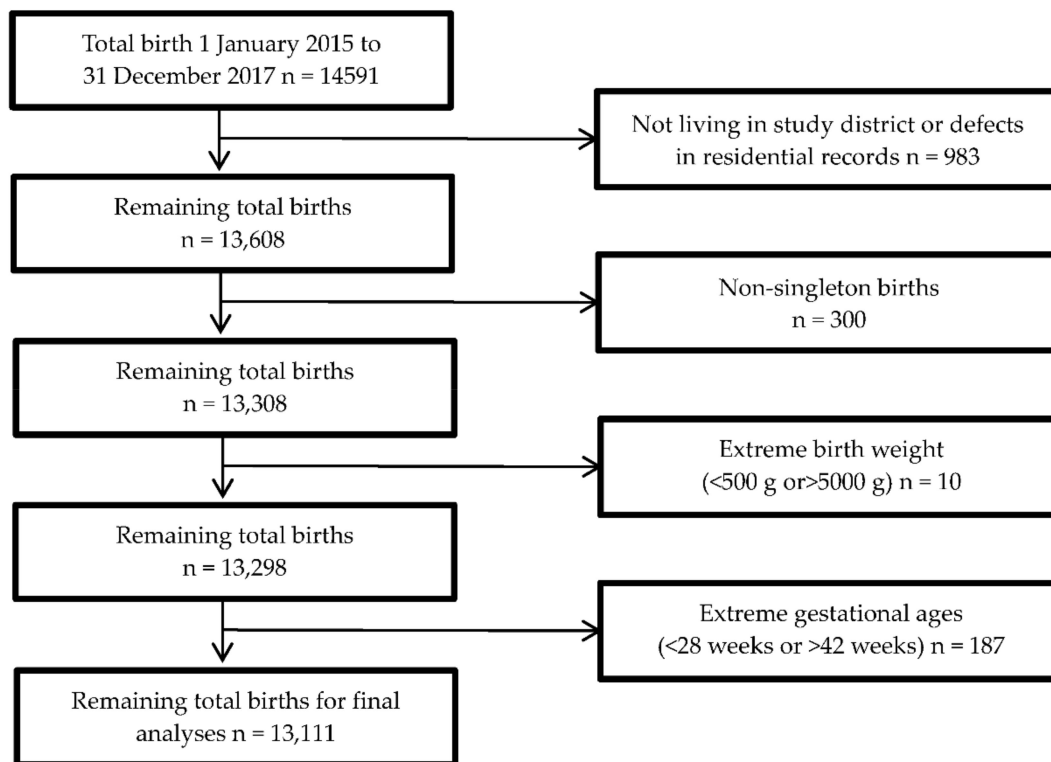 Total birth 1 January 2015 to
31 December 2017 n = 14591
Not living in study district or defects
in residential records n = 983
Remaining total births
n = 13,608
Non-singleton births
n = 300
Remaining total births
n = 13,308
Extreme birth weight
(<500 g or>5000 g) n = 10
Remaining total births
n = 13,298
Extreme gestational ages
(<28 weeks or >42 weeks) n = 187
Remaining total births for final
analyses n = 13,111